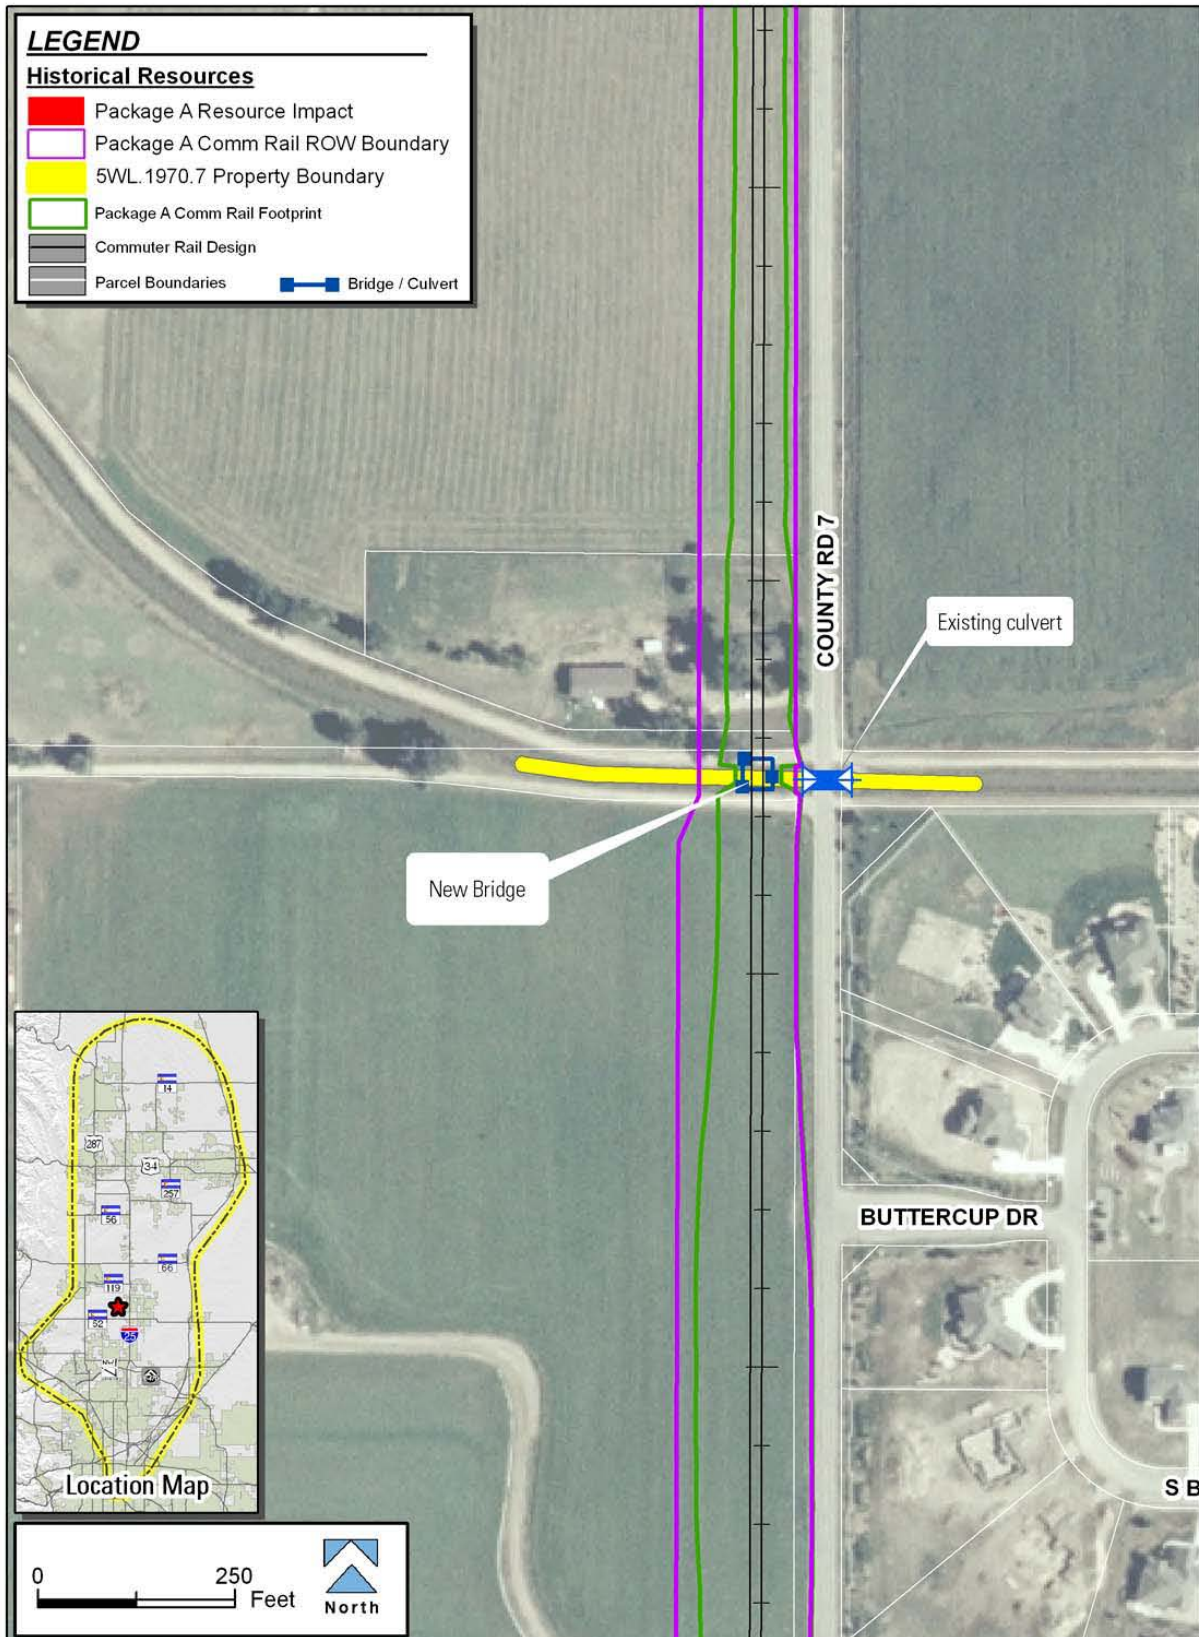 LEGEND
Historical Resources
Package A Resource Impact
Package A Comm Rail ROW Boundary
5WL.1970.7 Property Boundary
Package A Comm Rail Footprint
Commuter Rail Design
Parcel Boundaries
Bridge / Culvert
COUNTY RD 7
Existing culvert
New Bridge
BUTTERCUP DR
S B
14
287
34
257
56
66
119
52
25
Location Map
0
250
Feet
North